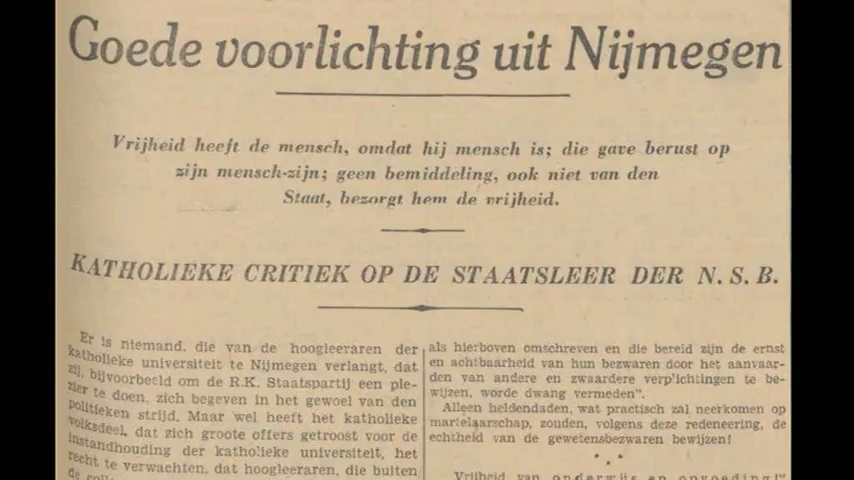 Goede voorlichting uit Nijmegen
Vrijheid heeft de mensch, omdat hij mensch is; die gave berust op
zijn mensch-zijn; geen bemiddeling, ook niet van den
Staat, bezorgt hem de vrijheid.
KATHOLIEKE CRITIEK OP DE STAATSLEER DER N. S. B.
Er is niemand, die van de hoogleeraren der
katholieke universiteit te Nijmegen verlangt, dat
zij, bijvoorbeeld om de R.K. Staatspartij een ple-
zier te doen, zich begeven in het gewoel van den
politieken strijd. Maar wel heeft het katholieke
volksdeel, dat zich groote offers getroost voor de
instandhouding der katholieke universiteit, het
recht te verwachten, dat hoogleeraren, die buiten
de
als hierboven omschreven en die bereid zijn de ernst
en achtbaarheid van hun bezwaren door het aanvaar-
den van andere en zwaardere verplichtingen te be-
wijzen, worde dwang vermeden".
Alleen heldendaden, wat practisch zal neerkomen op
martelaarschap, zouden, volgens deze redeneering, de
echtheid van de gewetensbezwaren bewijzen!
* * *
Vrijheid van onderwijs en opvoeding!"